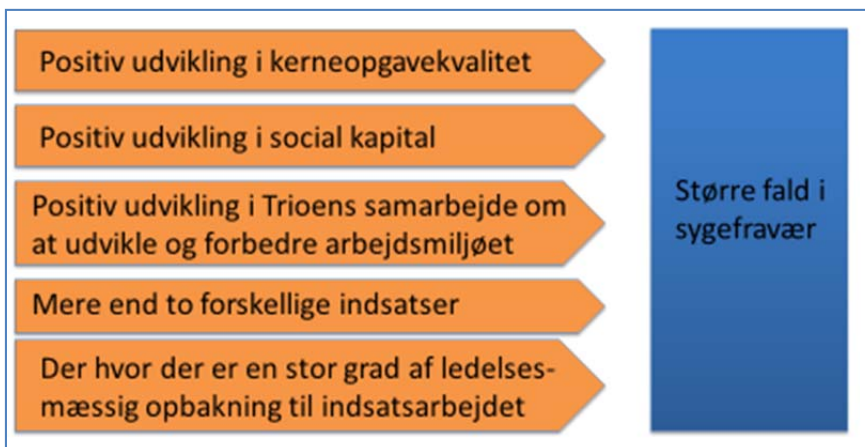 Positiv udvikling i kerneopgavekvalitet
Positiv udvikling i social kapital
Positiv udvikling i Trioens samarbejde om
at udvikle og forbedre arbejdsmiljøet
Mere end to forskellige indsatser
Der hvor der er en stor grad af ledelses-
mæssig opbakning til indsatsarbejdet
Større fald i
sygefravær